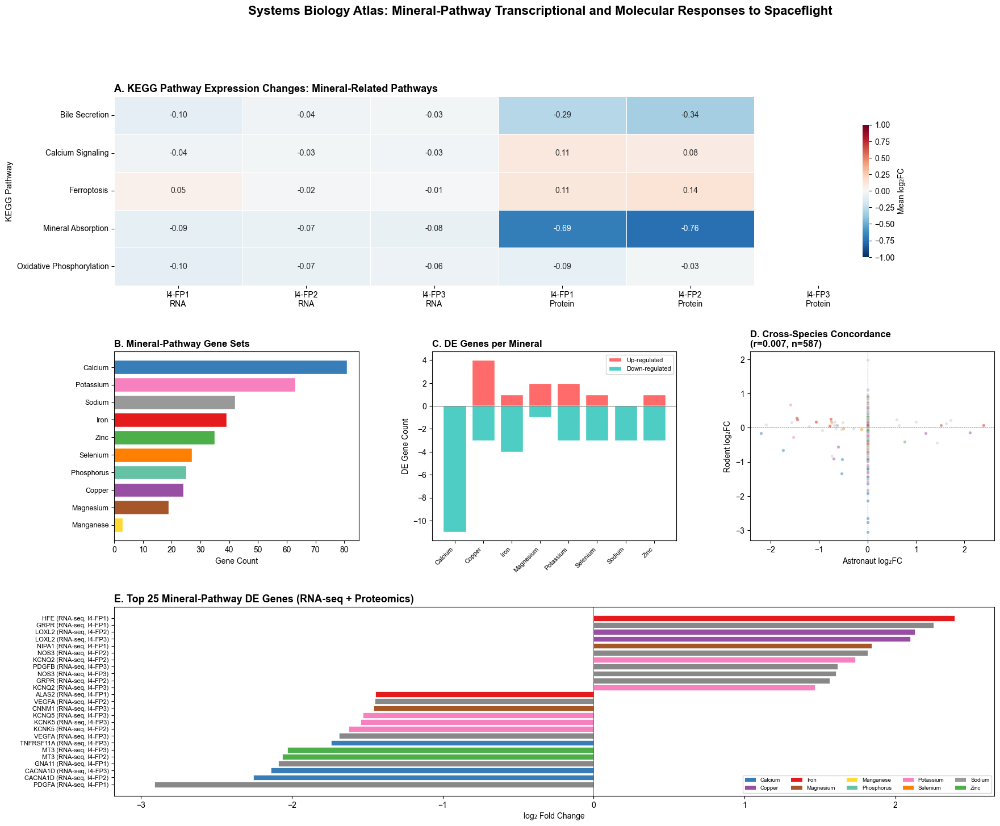 Systems Biology Atlas: Mineral-Pathway Transcriptional and Molecular Responses to Spaceflight
A. KEGG Pathway Expression Changes: Mineral-Related Pathways
KEGG Pathway
Bile Secretion -0.10 -0.04 -0.03 -0.29 -0.34
Calcium Signaling -0.04 -0.03 -0.03 0.11 0.08
Ferroptosis 0.05 -0.02 -0.01 0.11 0.14
Mineral Absorption -0.09 -0.07 -0.08 -0.69 -0.76
Oxidative Phosphorylation -0.10 -0.07 -0.06 -0.09 -0.03
I4-FP1 I4-FP2 I4-FP3 I4-FP1 I4-FP2 I4-FP3
RNA RNA RNA Protein Protein Protein
1.00
0.75
0.50
0.25
0.00
−0.25
−0.50
−0.75
−1.00
Mean log₂FC
B. Mineral-Pathway Gene Sets
Calcium
Potassium
Sodium
Iron
Zinc
Selenium
Phosphorus
Copper
Magnesium
Manganese
0 10 20 30 40 50 60 70 80
Gene Count
C. DE Genes per Mineral
Up-regulated
Down-regulated
DE Gene Count
4
2
0
−2
−4
−6
−8
−10
Calcium Copper Iron Magnesium Potassium Selenium Sodium Zinc
D. Cross-Species Concordance
(r=0.007, n=587)
Rodent log₂FC
2
1
0
−1
−2
−3
−2 −1 0 1 2
Astronaut log₂FC
E. Top 25 Mineral-Pathway DE Genes (RNA-seq + Proteomics)
HFE (RNA-seq, I4-FP1)
GRPR (RNA-seq, I4-FP1)
LOXL2 (RNA-seq, I4-FP2)
LOXL2 (RNA-seq, I4-FP3)
NIPA1 (RNA-seq, I4-FP1)
NOS3 (RNA-seq, I4-FP2)
KCNQ2 (RNA-seq, I4-FP2)
PDGFB (RNA-seq, I4-FP3)
NOS3 (RNA-seq, I4-FP3)
GRPR (RNA-seq, I4-FP2)
KCNQ2 (RNA-seq, I4-FP3)
ALAS2 (RNA-seq, I4-FP1)
VEGFA (RNA-seq, I4-FP2)
CNNM1 (RNA-seq, I4-FP3)
KCNQ5 (RNA-seq, I4-FP3)
KCNK5 (RNA-seq, I4-FP3)
KCNK5 (RNA-seq, I4-FP2)
VEGFA (RNA-seq, I4-FP3)
TNFRSF11A (RNA-seq, I4-FP3)
MT3 (RNA-seq, I4-FP3)
MT3 (RNA-seq, I4-FP2)
GNA11 (RNA-seq, I4-FP1)
CACNA1D (RNA-seq, I4-FP3)
CACNA1D (RNA-seq, I4-FP2)
PDGFA (RNA-seq, I4-FP1)
Calcium Iron Manganese Potassium Sodium
Copper Magnesium Phosphorus Selenium Zinc
−3 −2 −1 0 1 2
log₂ Fold Change